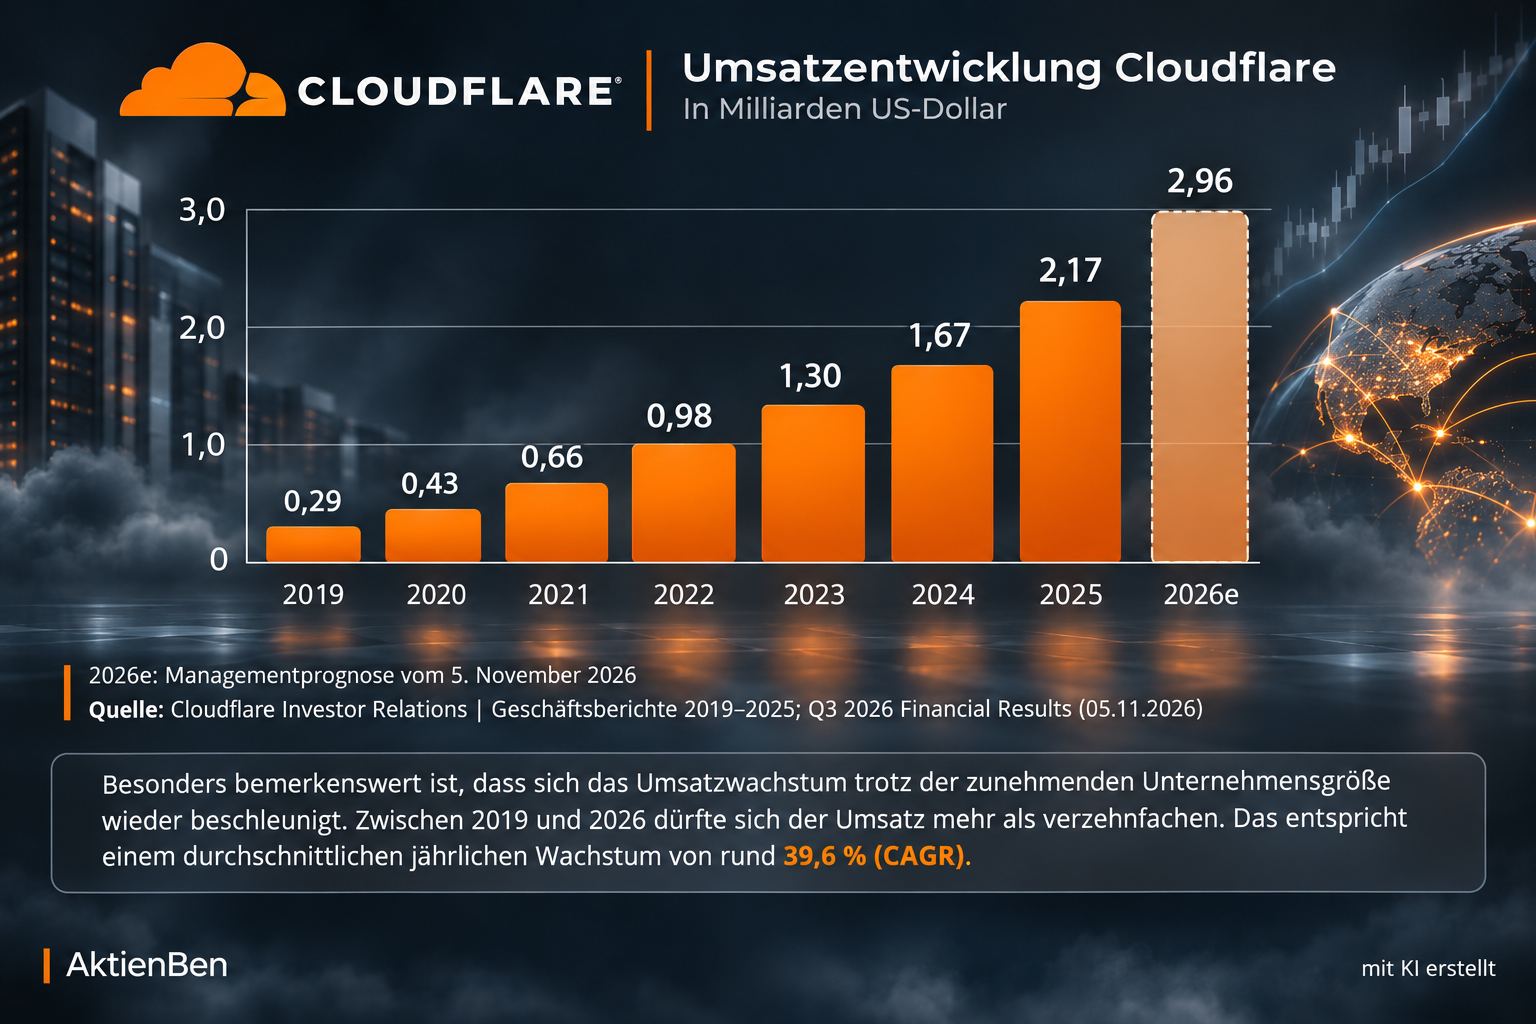 CLOUDFLARE®
Umsatzentwicklung Cloudflare
In Milliarden US-Dollar
3,0
2,0
1,0
0
0,29
0,43
0,66
0,98
1,30
1,67
2,17
2,96
2019
2020
2021
2022
2023
2024
2025
2026e
2026e: Managementprognose vom 5. November 2026
Quelle: Cloudflare Investor Relations | Geschäftsberichte 2019–2025; Q3 2026 Financial Results (05.11.2026)
Besonders bemerkenswert ist, dass sich das Umsatzwachstum trotz der zunehmenden Unternehmensgröße
wieder beschleunigt. Zwischen 2019 und 2026 dürfte sich der Umsatz mehr als verzehnfachen. Das entspricht
einem durchschnittlichen jährlichen Wachstum von rund 39,6 % (CAGR).
AktienBen
mit KI erstellt